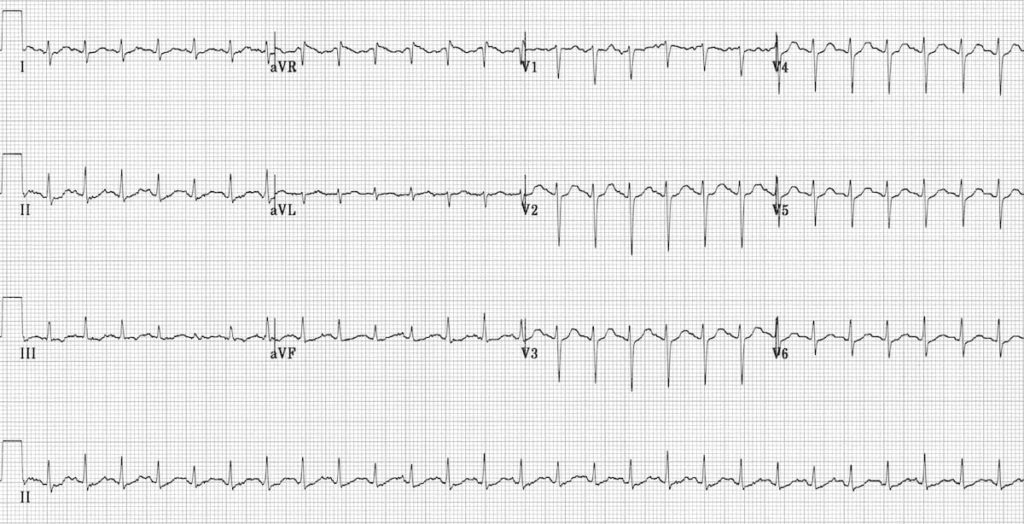 I aVR V1 V4
II aVL V2 V5
III aVF V3 V6
II